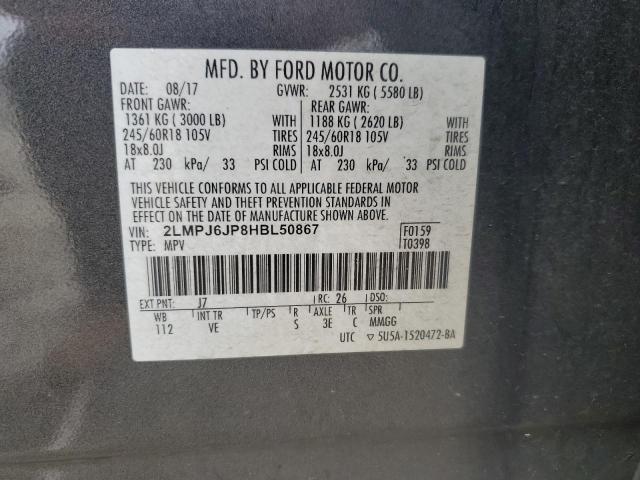 MFD. BY FORD MOTOR CO.
DATE: 08/17 GVWR: 2531 KG ( 5580 LB)
FRONT GAWR: REAR GAWR:
1361 KG ( 3000 LB) WITH 1188 KG ( 2620 LB) WITH
245/60R18 105V TIRES 245/60R18 105V TIRES
18x8.0J RIMS 18x8.0J RIMS
AT 230 kPa/ 33 PSI COLD AT 230 kPa/ 33 PSI COLD
THIS VEHICLE CONFORMS TO ALL APPLICABLE FEDERAL MOTOR
VEHICLE SAFETY AND THEFT PREVENTION STANDARDS IN
EFFECT ON THE DATE OF MANUFACTURE SHOWN ABOVE.
VIN: 2LMPJ6JP8HBL50867 F0159
TYPE: MPV T0398
EXT PNT: J7 RC: 26 DSO:
WB INT TR TP/PS R AXLE TR SPR
112 VE S 3E C MMGG
UTC ▽ 5U5A-1520472-BA